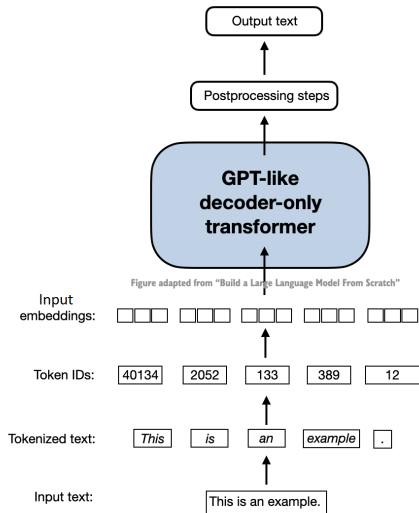 Output text
Postprocessing steps
GPT-like
decoder-only
transformer
Figure adapted from “Build a Large Language Model From Scratch”
Input
embeddings:
Token IDs: 40134 2052 133 389 12
Tokenized text: This is an example .
Input text: This is an example.